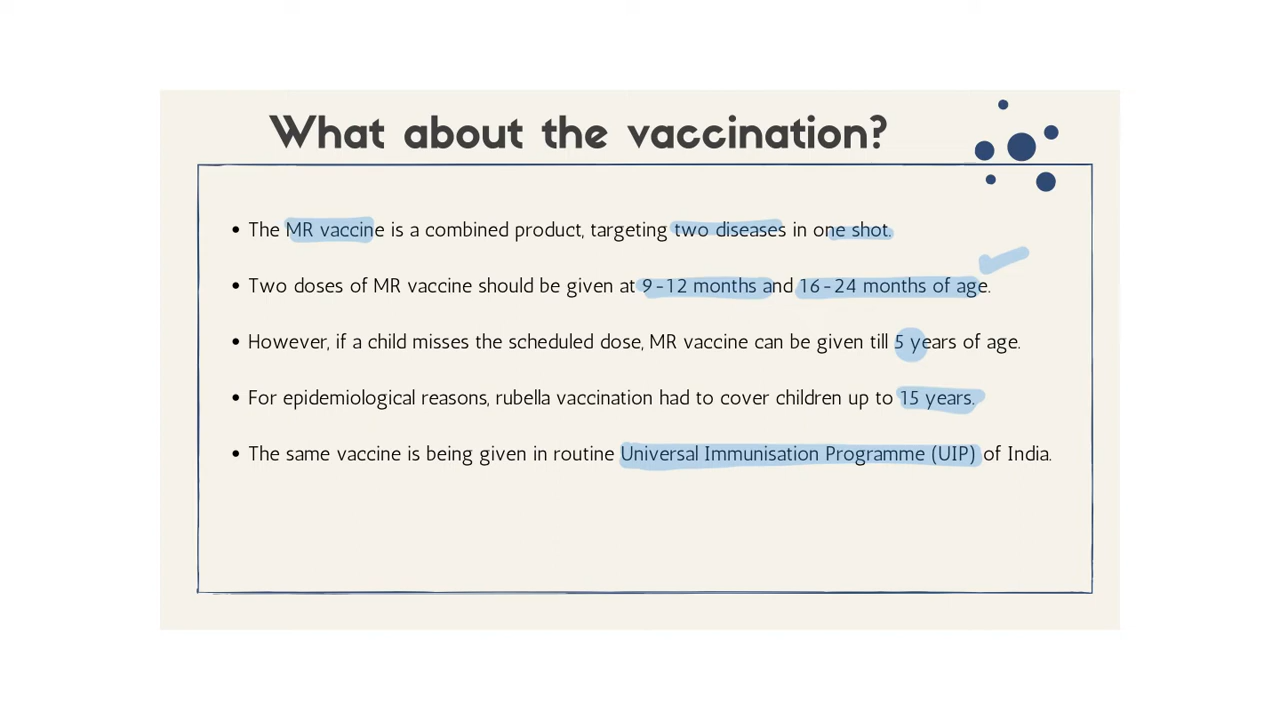 What about the vaccination?
• The MR vaccine is a combined product, targeting two diseases in one shot.
• Two doses of MR vaccine should be given at 9-12 months and 16-24 months of age.
• However, if a child misses the scheduled dose, MR vaccine can be given till 5 years of age.
• For epidemiological reasons, rubella vaccination had to cover children up to 15 years.
• The same vaccine is being given in routine Universal Immunisation Programme (UIP) of India.